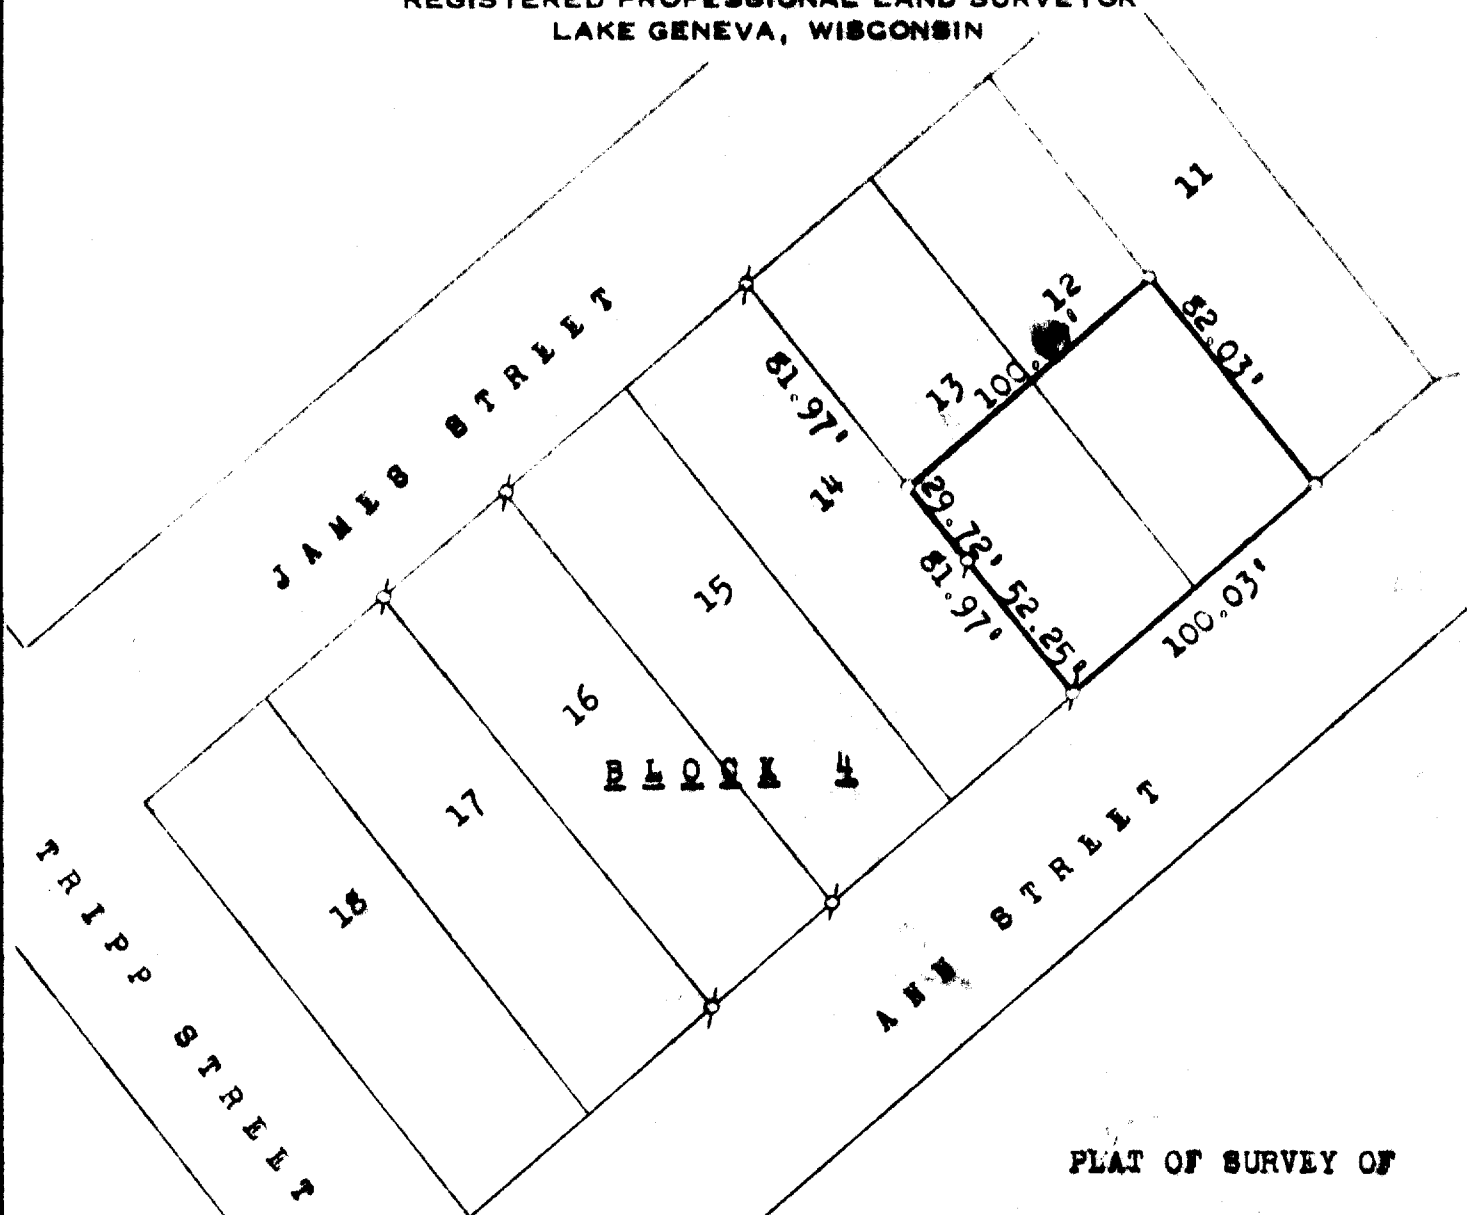 REGISTERED PROFESSIONAL LAND SURVEYOR
LAKE GENEVA, WISCONSIN
11
12
82.03'
JAMES STREET
13
100.
81.97'
14
29.72'
81.97'
52.25'
100.03'
15
16
BLOCK 4
17
18
ANN STREET
TRIPP STREET
PLAT OF SURVEY OF